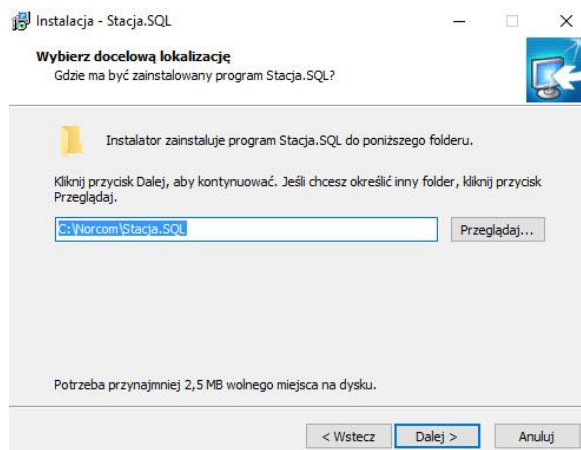 Instalacja - Stacja.SQL
Wybierz docelową lokalizację
Gdzie ma być zainstalowany program Stacja.SQL?
Instalator zainstaluje program Stacja.SQL do poniższego folderu.
Kliknij przycisk Dalej, aby kontynuować. Jeśli chcesz określić inny folder, kliknij przycisk
Przeglądaj.
C:\Norcom\Stacja.SQL
Przeglądaj...
Potrzeba przynajmniej 2,5 MB wolnego miejsca na dysku.
< Wstecz
Dalej >
Anuluj